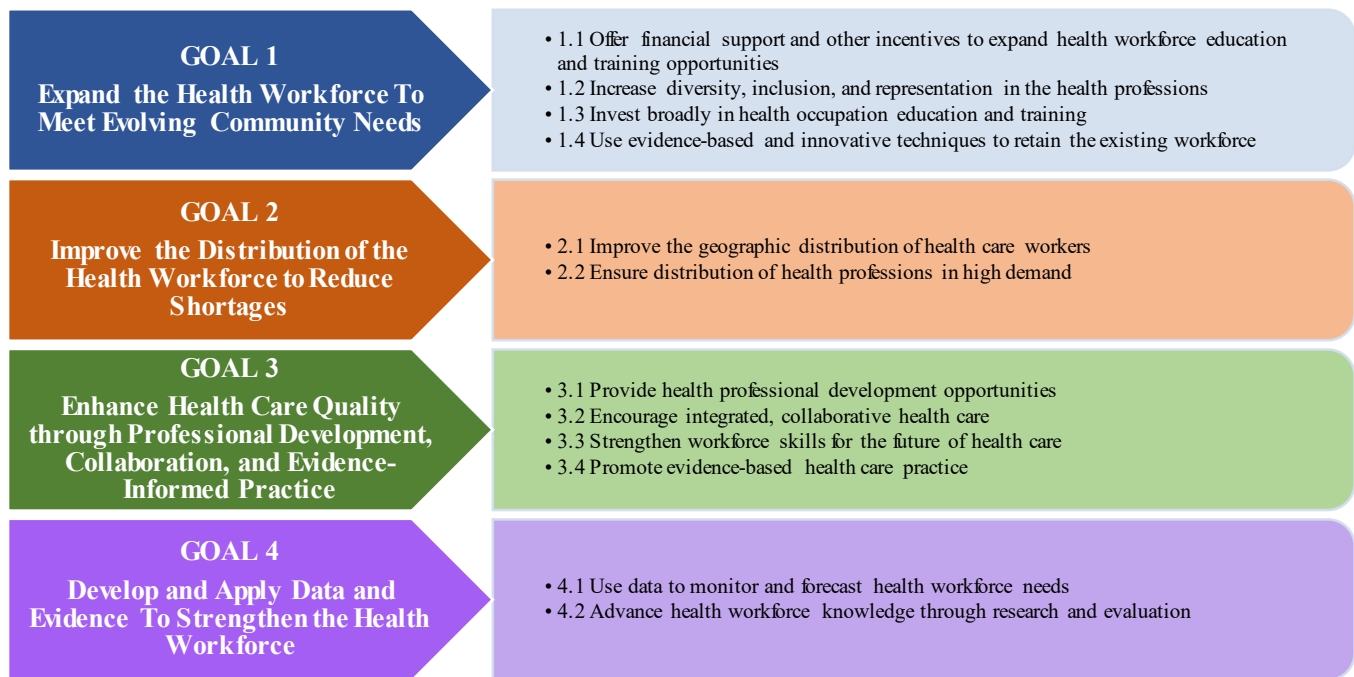 GOAL 1
Expand the Health Workforce To
Meet Evolving Community Needs
• 1.1 Offer financial support and other incentives to expand health workforce education
and training opportunities
• 1.2 Increase diversity, inclusion, and representation in the health professions
• 1.3 Invest broadly in health occupation education and training
• 1.4 Use evidence-based and innovative techniques to retain the existing workforce
GOAL 2
Improve the Distribution of the
Health Workforce to Reduce
Shortages
• 2.1 Improve the geographic distribution of health care workers
• 2.2 Ensure distribution of health professions in high demand
GOAL 3
Enhance Health Care Quality
through Professional Development,
Collaboration, and Evidence-
Informed Practice
• 3.1 Provide health professional development opportunities
• 3.2 Encourage integrated, collaborative health care
• 3.3 Strengthen workforce skills for the future of health care
• 3.4 Promote evidence-based health care practice
GOAL 4
Develop and Apply Data and
Evidence To Strengthen the Health
Workforce
• 4.1 Use data to monitor and forecast health workforce needs
• 4.2 Advance health workforce knowledge through research and evaluation